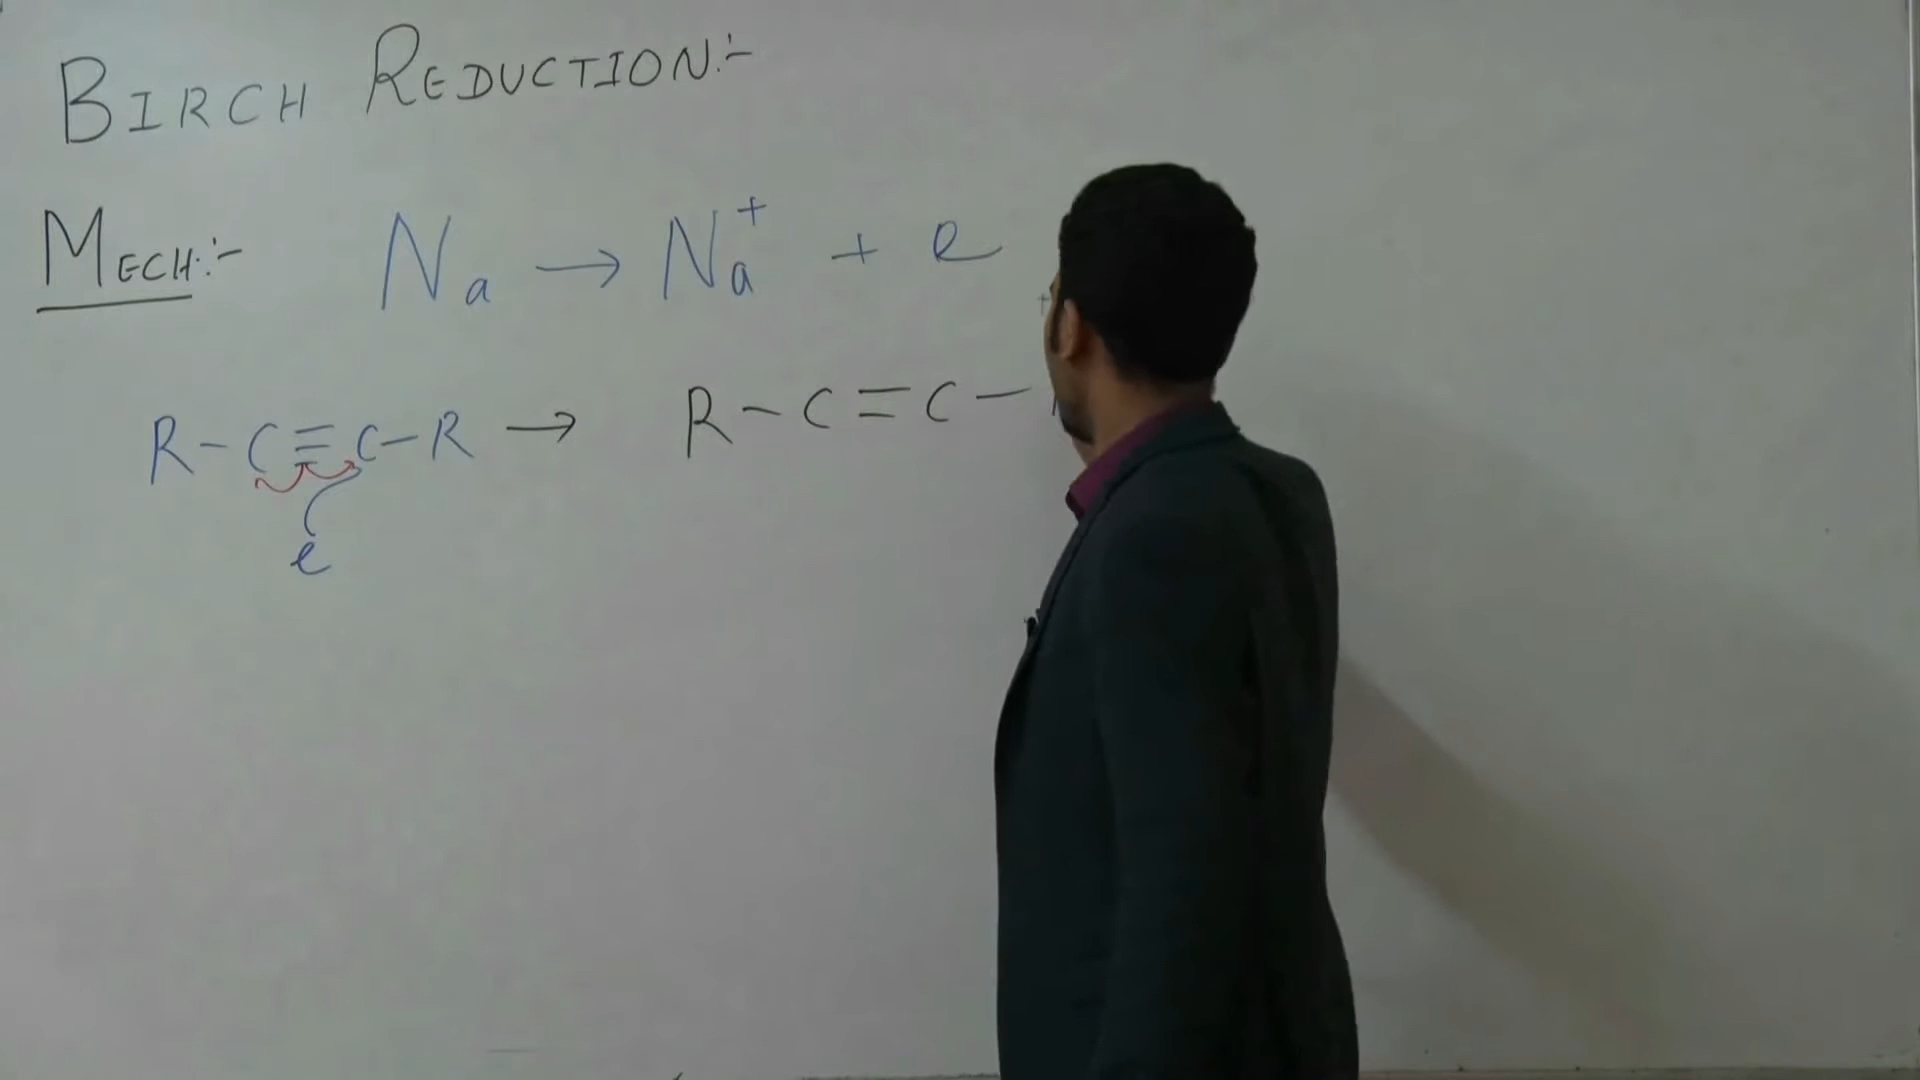 BIRCH REDUCTION:-
MECH:- Na → Na⁺ + e
R-C≡C-R → R-C=C-
e